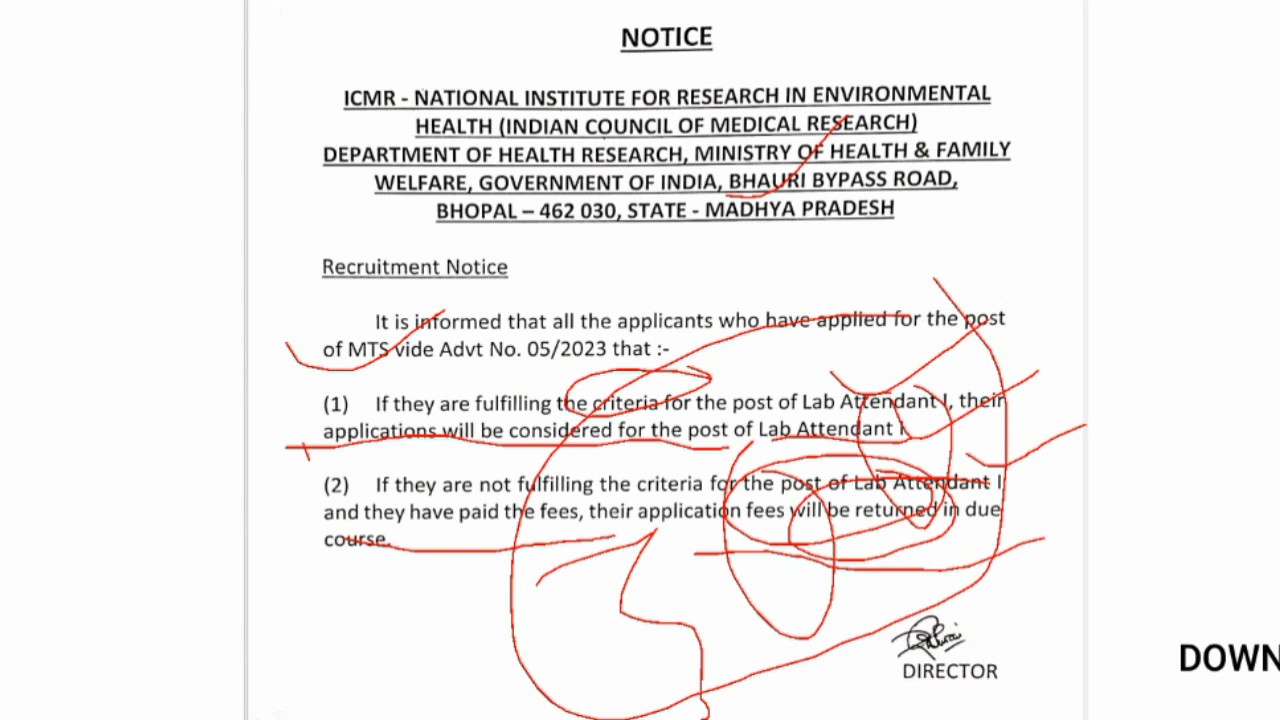 NOTICE
ICMR - NATIONAL INSTITUTE FOR RESEARCH IN ENVIRONMENTAL
HEALTH (INDIAN COUNCIL OF MEDICAL RESEARCH)
DEPARTMENT OF HEALTH RESEARCH, MINISTRY OF HEALTH & FAMILY
WELFARE, GOVERNMENT OF INDIA, BHAURI BYPASS ROAD,
BHOPAL – 462 030, STATE - MADHYA PRADESH
Recruitment Notice
It is informed that all the applicants who have applied for the post
of MTS vide Advt No. 05/2023 that :-
(1) If they are fulfilling the criteria for the post of Lab Attendant I, their
applications will be considered for the post of Lab Attendant I.
(2) If they are not fulfilling the criteria for the post of Lab Attendant I
and they have paid the fees, their application fees will be returned in due
course.
DIRECTOR
DOWN